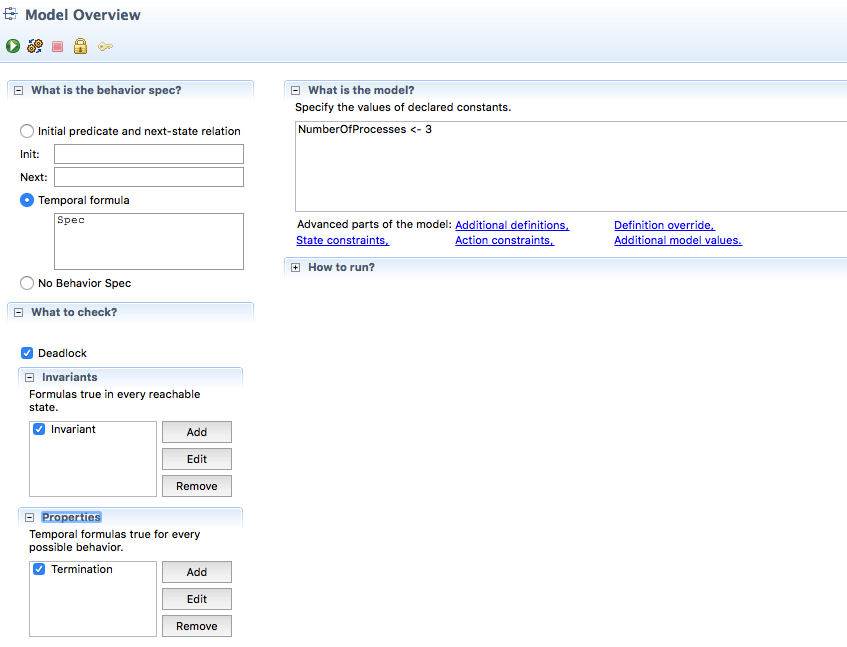 Model Overview
What is the behavior spec?
Initial predicate and next-state relation
Init:
Next:
Temporal formula
Spec
No Behavior Spec
What to check?
Deadlock
Invariants
Formulas true in every reachable
state.
Invariant
Add
Edit
Remove
Properties
Temporal formulas true for every
possible behavior.
Termination
Add
Edit
Remove
What is the model?
Specify the values of declared constants.
NumberOfProcesses <- 3
Advanced parts of the model: Additional definitions, Definition override,
State constraints, Action constraints, Additional model values.
How to run?